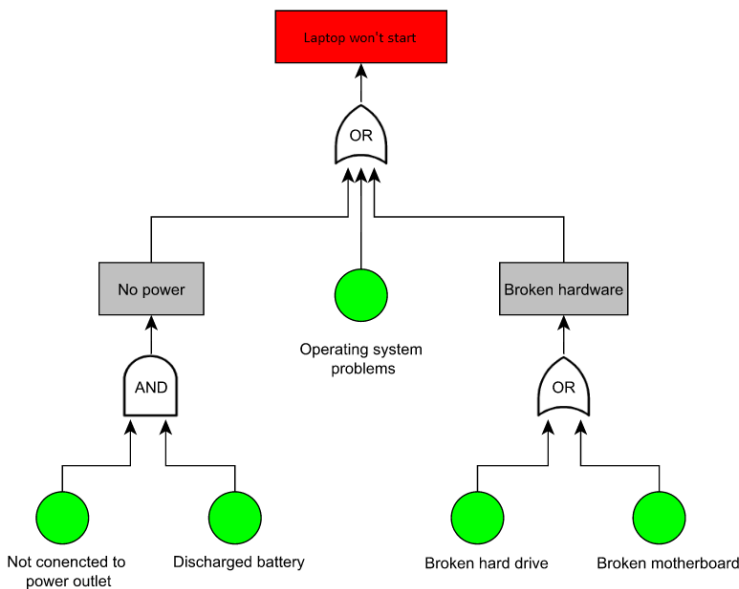 Laptop won't start
OR
No power
Broken hardware
Operating system
problems
AND
OR
Not conencted to
power outlet
Discharged battery
Broken hard drive
Broken motherboard